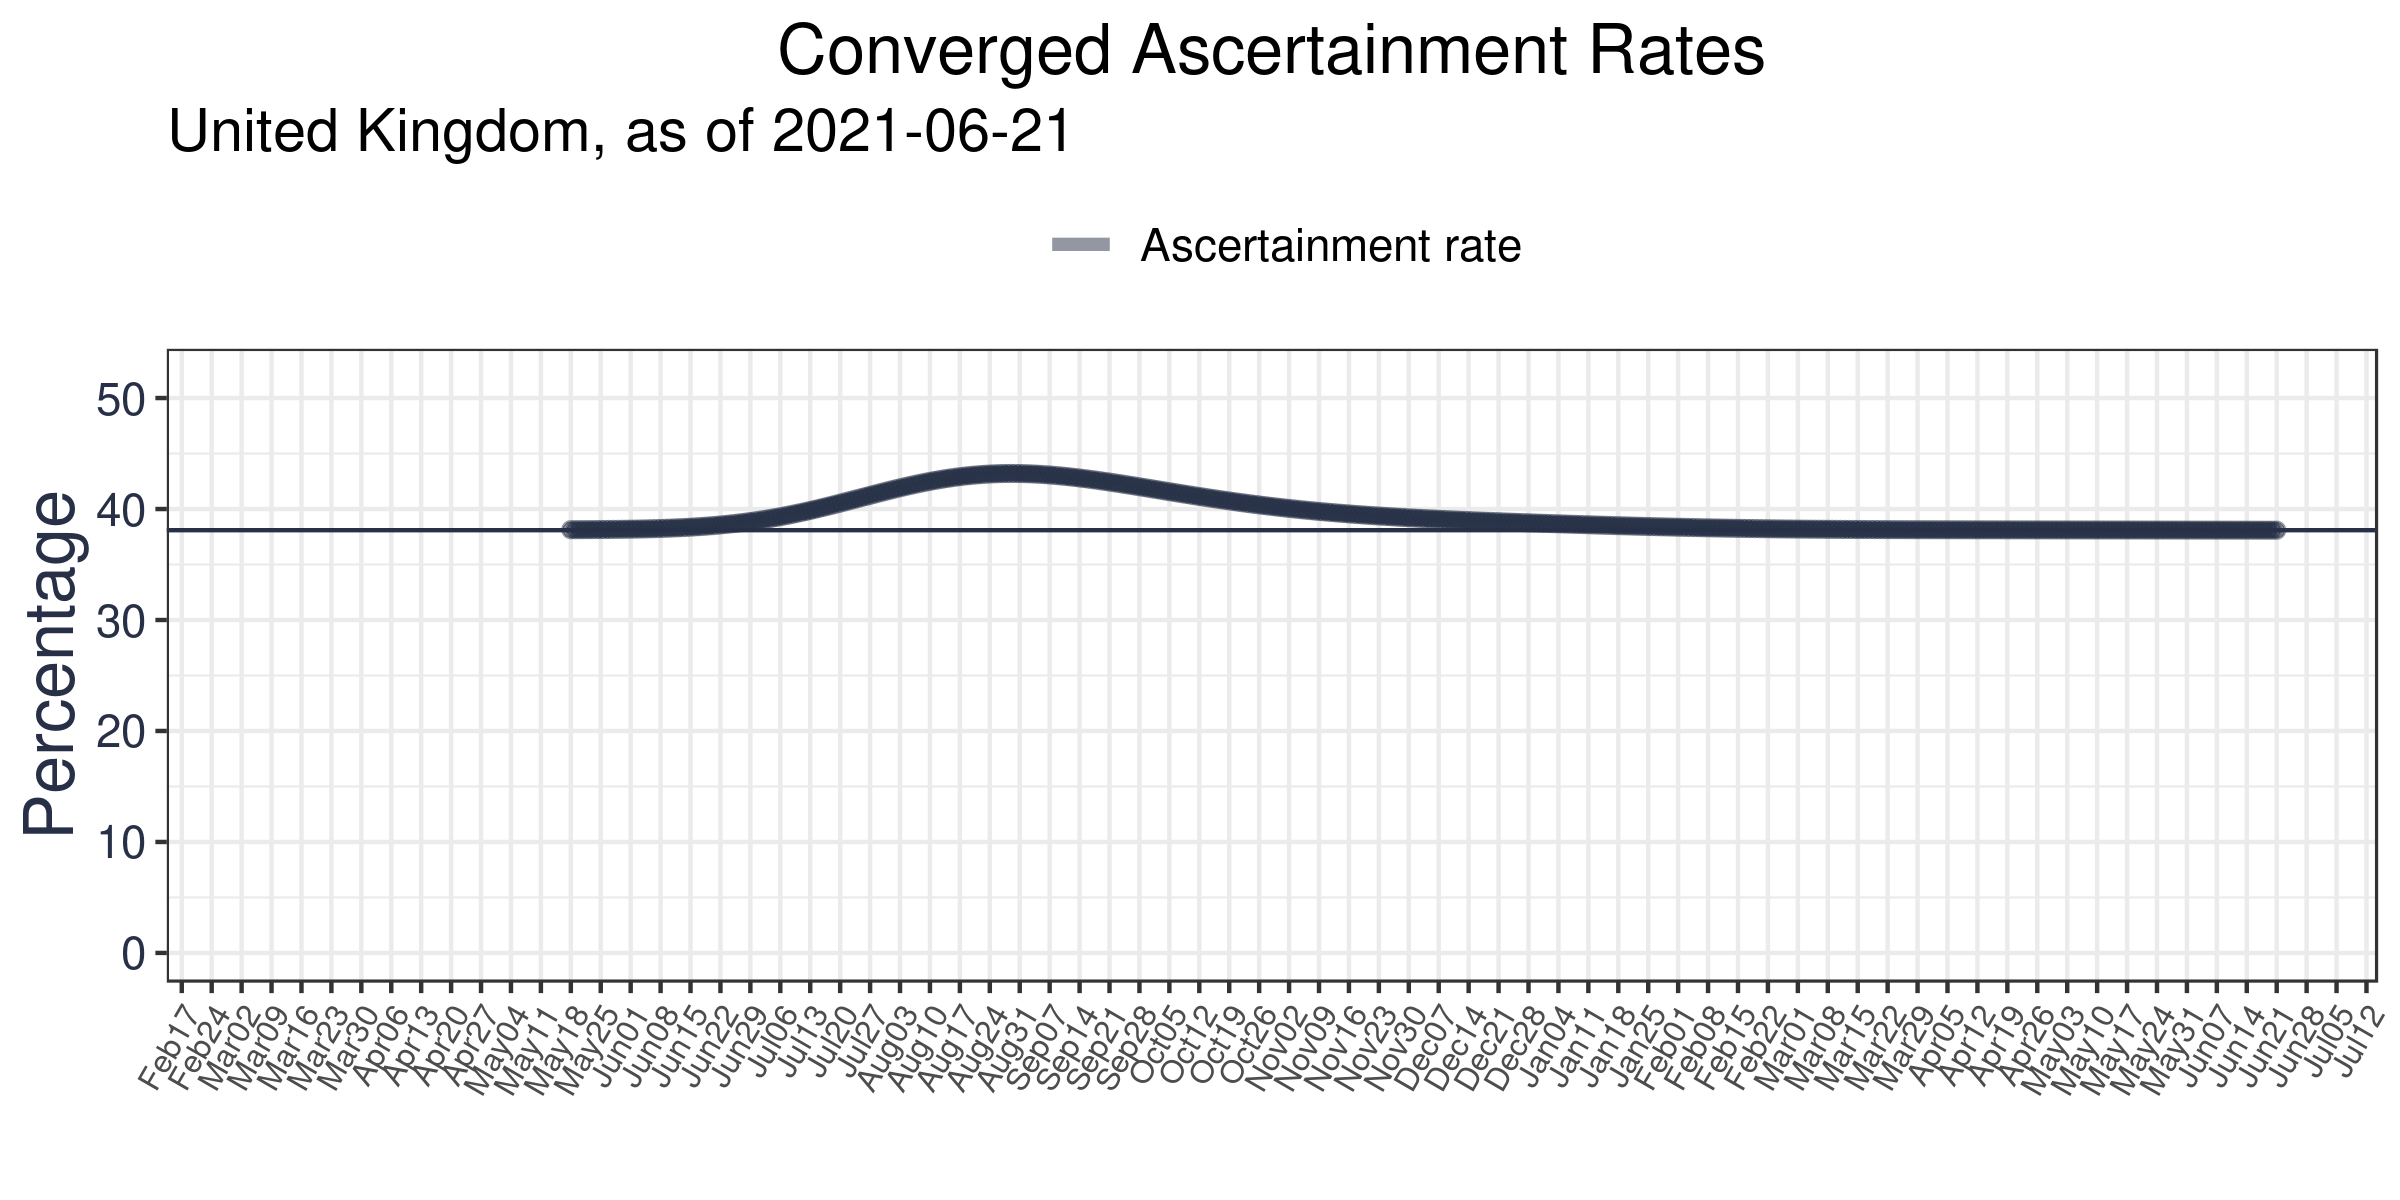 Converged Ascertainment Rates
United Kingdom, as of 2021-06-21
Ascertainment rate
Percentage
50
40
30
20
10
0
Feb17
Feb24
Mar02
Mar09
Mar16
Mar23
Mar30
Apr06
Apr13
Apr20
Apr27
May04
May11
May18
May25
Jun01
Jun08
Jun15
Jun22
Jun29
Jul06
Jul13
Jul20
Jul27
Aug03
Aug10
Aug17
Aug24
Aug31
Sep07
Sep14
Sep21
Sep28
Oct05
Oct12
Oct19
Oct26
Nov02
Nov09
Nov16
Nov23
Nov30
Dec07
Dec14
Dec21
Dec28
Jan04
Jan11
Jan18
Jan25
Feb01
Feb08
Feb15
Feb22
Mar01
Mar08
Mar15
Mar22
Mar29
Apr05
Apr12
Apr19
Apr26
May03
May10
May17
May24
May31
Jun07
Jun14
Jun21
Jun28
Jul05
Jul12